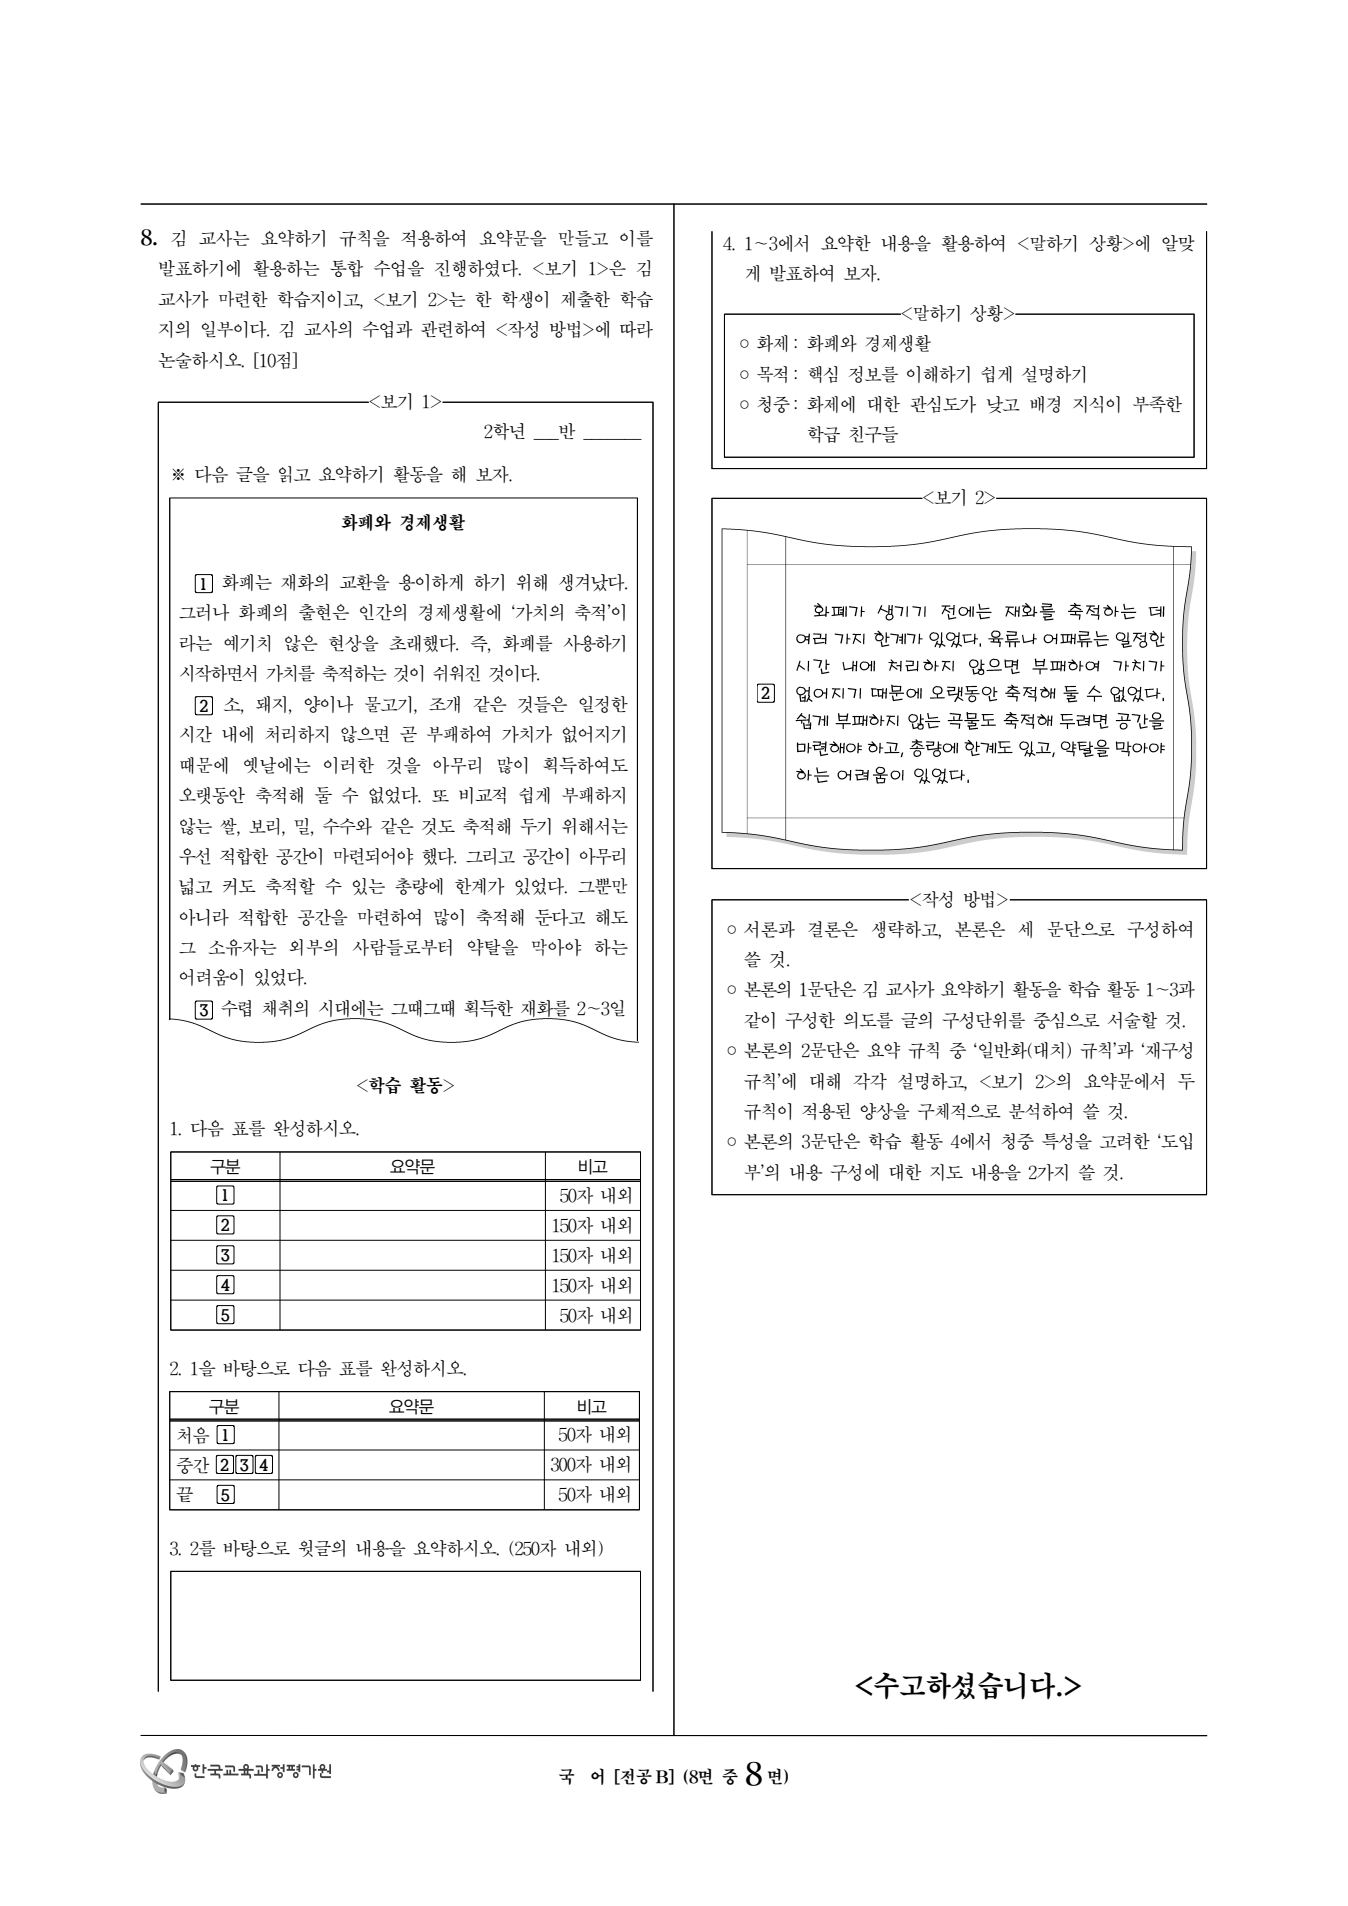 8. 김 교사는 요약하기 규칙을 적용하여 요약문을 만들고 이를
발표하기에 활용하는 통합 수업을 진행하였다. <보기 1>은 김
교사가 마련한 학습지이고, <보기 2>는 한 학생이 제출한 학습
지의 일부이다. 김 교사의 수업과 관련하여 <작성 방법>에 따라
논술하시오. [10점]
<보기 1>
2학년 ___반 _______
※ 다음 글을 읽고 요약하기 활동을 해 보자.
화폐와 경제생활
1 화폐는 재화의 교환을 용이하게 하기 위해 생겨났다.
그러나 화폐의 출현은 인간의 경제생활에 ‘가치의 축적’이
라는 예기치 않은 현상을 초래했다. 즉, 화폐를 사용하기
시작하면서 가치를 축적하는 것이 쉬워진 것이다.
2 소, 돼지, 양이나 물고기, 조개 같은 것들은 일정한
시간 내에 처리하지 않으면 곧 부패하여 가치가 없어지기
때문에 옛날에는 이러한 것을 아무리 많이 획득하여도
오랫동안 축적해 둘 수 없었다. 또 비교적 쉽게 부패하지
않는 쌀, 보리, 밀, 수수와 같은 것도 축적해 두기 위해서는
우선 적합한 공간이 마련되어야 했다. 그리고 공간이 아무리
넓고 커도 축적할 수 있는 총량에 한계가 있었다. 그뿐만
아니라 적합한 공간을 마련하여 많이 축적해 둔다고 해도
그 소유자는 외부의 사람들로부터 약탈을 막아야 하는
어려움이 있었다.
3 수렵 채취의 시대에는 그때그때 획득한 재화를 2~3일
<학습 활동>
1. 다음 표를 완성하시오.
구분 요약문 비고
1 50자 내외
2 150자 내외
3 150자 내외
4 150자 내외
5 50자 내외
2. 1을 바탕으로 다음 표를 완성하시오.
구분 요약문 비고
처음 1 50자 내외
중간 2 3 4 300자 내외
끝 5 50자 내외
3. 2를 바탕으로 윗글의 내용을 요약하시오. (250자 내외)
4. 1~3에서 요약한 내용을 활용하여 <말하기 상황>에 알맞
게 발표하여 보자.
<말하기 상황>
○ 화제: 화폐와 경제생활
○ 목적: 핵심 정보를 이해하기 쉽게 설명하기
○ 청중: 화제에 대한 관심도가 낮고 배경 지식이 부족한
학급 친구들
<보기 2>
화폐가 생기기 전에는 재화를 축적하는 데
여러 가지 한계가 있었다. 육류나 어패류는 일정한
시간 내에 처리하지 않으면 부패하여 가치가
2 없어지기 때문에 오랫동안 축적해 둘 수 없었다.
쉽게 부패하지 않는 곡물도 축적해 두려면 공간을
마련해야 하고, 총량에 한계도 있고, 약탈을 막아야
하는 어려움이 있었다.
<작성 방법>
○ 서론과 결론은 생략하고, 본론은 세 문단으로 구성하여
쓸 것.
○ 본론의 1문단은 김 교사가 요약하기 활동을 학습 활동 1~3과
같이 구성한 의도를 글의 구성단위를 중심으로 서술할 것.
○ 본론의 2문단은 요약 규칙 중 ‘일반화(대치) 규칙’과 ‘재구성
규칙’에 대해 각각 설명하고, <보기 2>의 요약문에서 두
규칙이 적용된 양상을 구체적으로 분석하여 쓸 것.
○ 본론의 3문단은 학습 활동 4에서 청중 특성을 고려한 ‘도입
부’의 내용 구성에 대한 지도 내용을 2가지 쓸 것.
<수고하셨습니다.>
한국교육과정평가원
국 어 [전공 B] (8면 중 8 면)